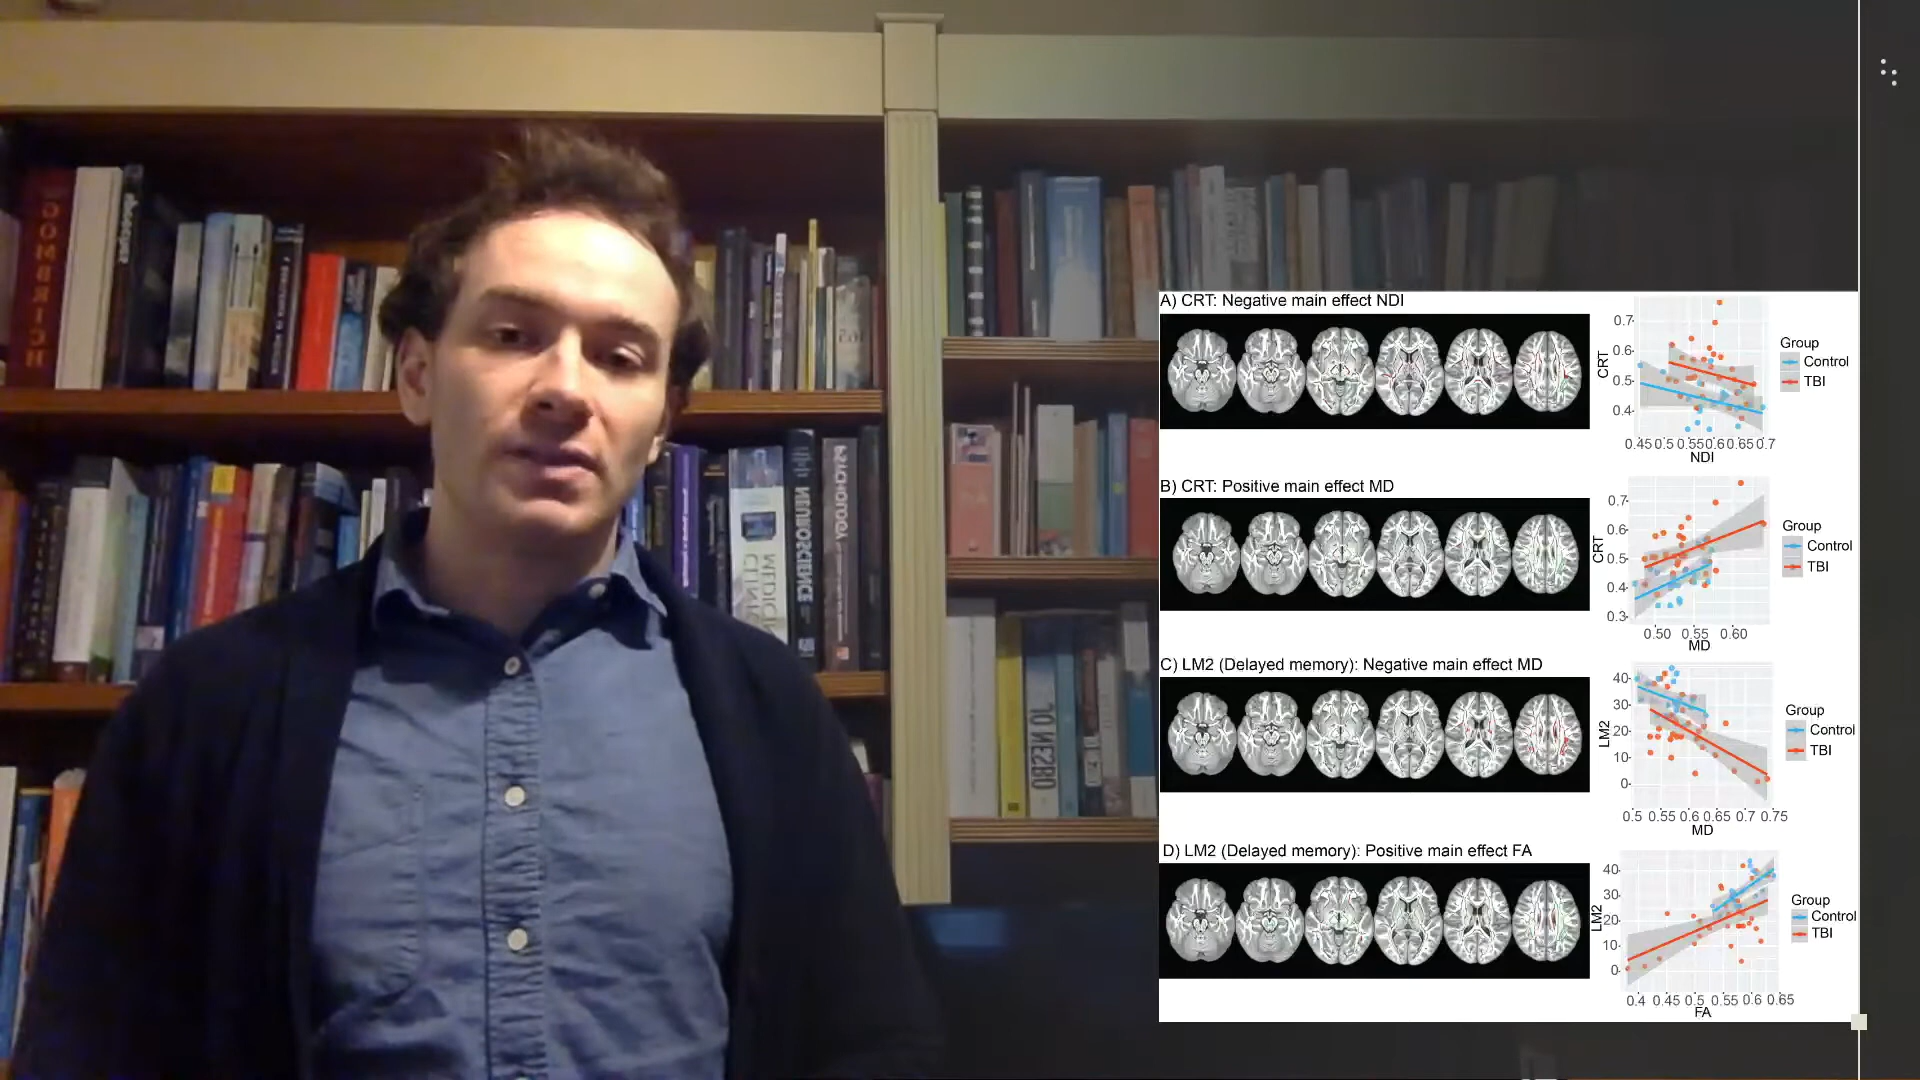 GOMBRICH
NEUROSCIENCE
PSYCHOLOGY
JO NESBO
A) CRT: Negative main effect NDI
CRT
0.7
0.6
0.5
0.4
0.45 0.5 0.55 0.6 0.65 0.7
NDI
Group
Control
TBI
B) CRT: Positive main effect MD
CRT
0.7
0.6
0.5
0.4
0.3
0.50 0.55 0.60
MD
Group
Control
TBI
C) LM2 (Delayed memory): Negative main effect MD
LM2
40
30
20
10
0
0.5 0.55 0.6 0.65 0.7 0.75
MD
Group
Control
TBI
D) LM2 (Delayed memory): Positive main effect FA
LM2
40
30
20
10
0
0.4 0.45 0.5 0.55 0.6 0.65
FA
Group
Control
TBI